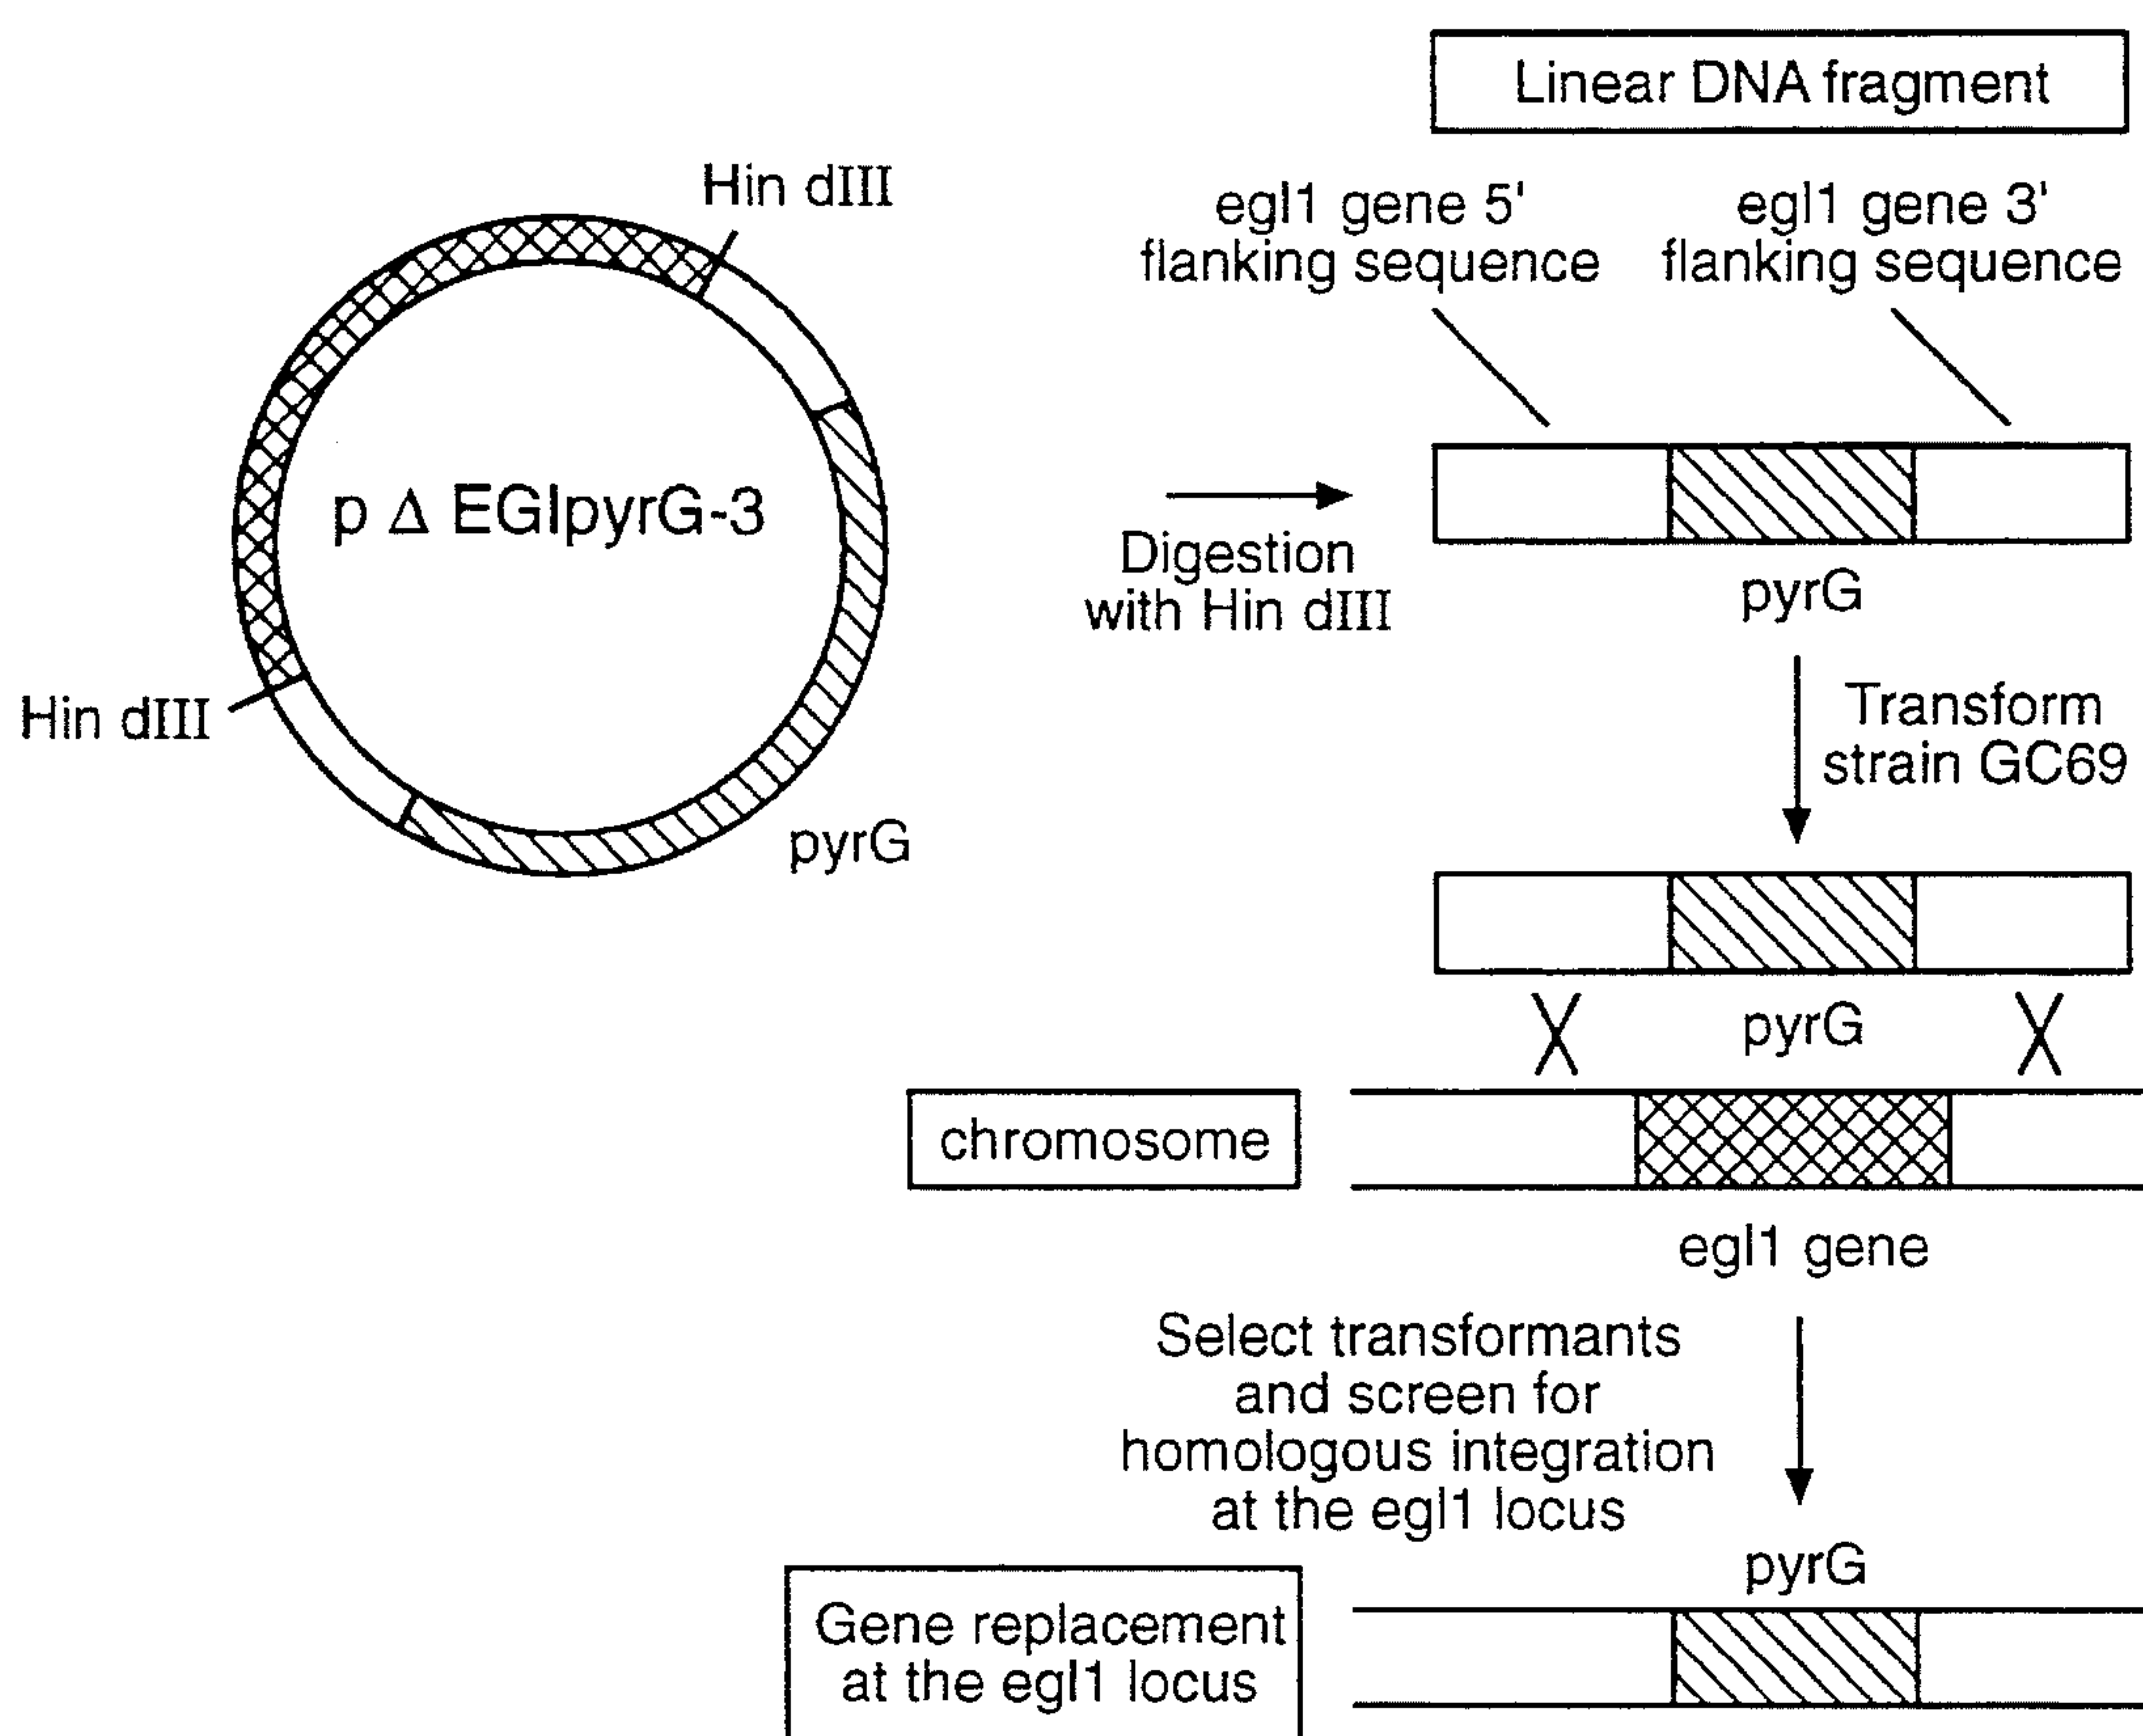 Linear DNA fragment
Hin dIII
egl1 gene 5'
flanking sequence
egl1 gene 3'
flanking sequence
p Δ EGIpyrG-3
Digestion
with Hin dIII
pyrG
Hin dIII
Transform
strain GC69
pyrG
pyrG
chromosome
egl1 gene
Select transformants
and screen for
homologous integration
at the egl1 locus
pyrG
Gene replacement
at the egl1 locus